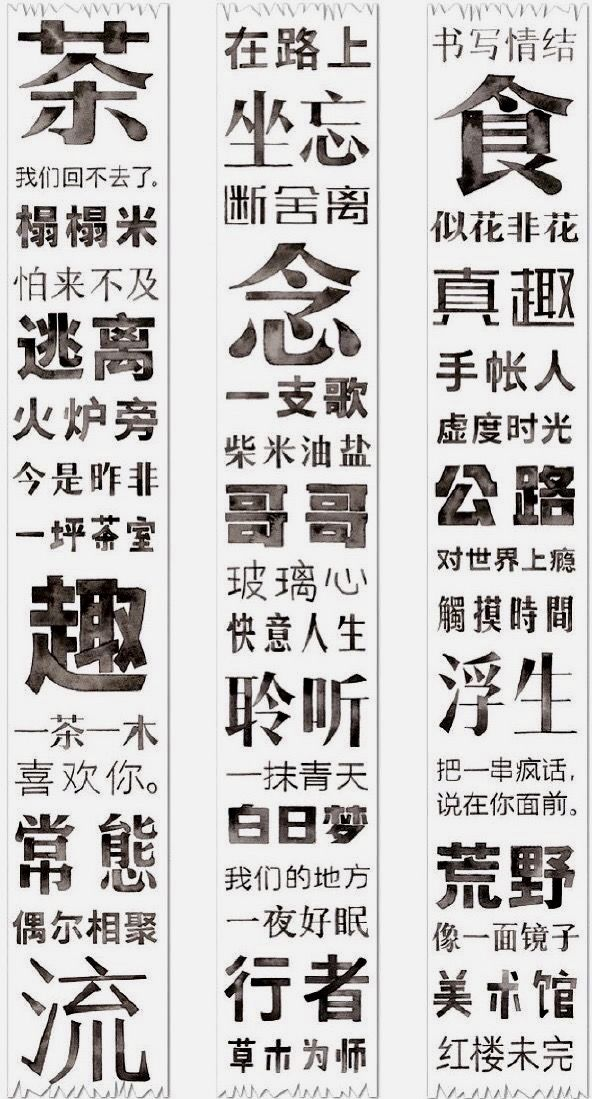 茶
我们回不去了。
榻榻米
怕来不及
逃离
火炉旁
今是昨非
一坪茶室
趣
一茶一木
喜欢你。
常態
偶尔相聚
流
在路上
坐忘
断舍离
念
一支歌
柴米油盐
哥哥
玻璃心
快意人生
聆听
一抹青天
白日梦
我们的地方
一夜好眠
行者
草木为师
书写情结
食
似花非花
真趣
手帐人
虚度时光
公路
对世界上瘾
觸摸時間
浮生
把一串疯话，
说在你面前。
荒野
像一面镜子
美术馆
红楼未完